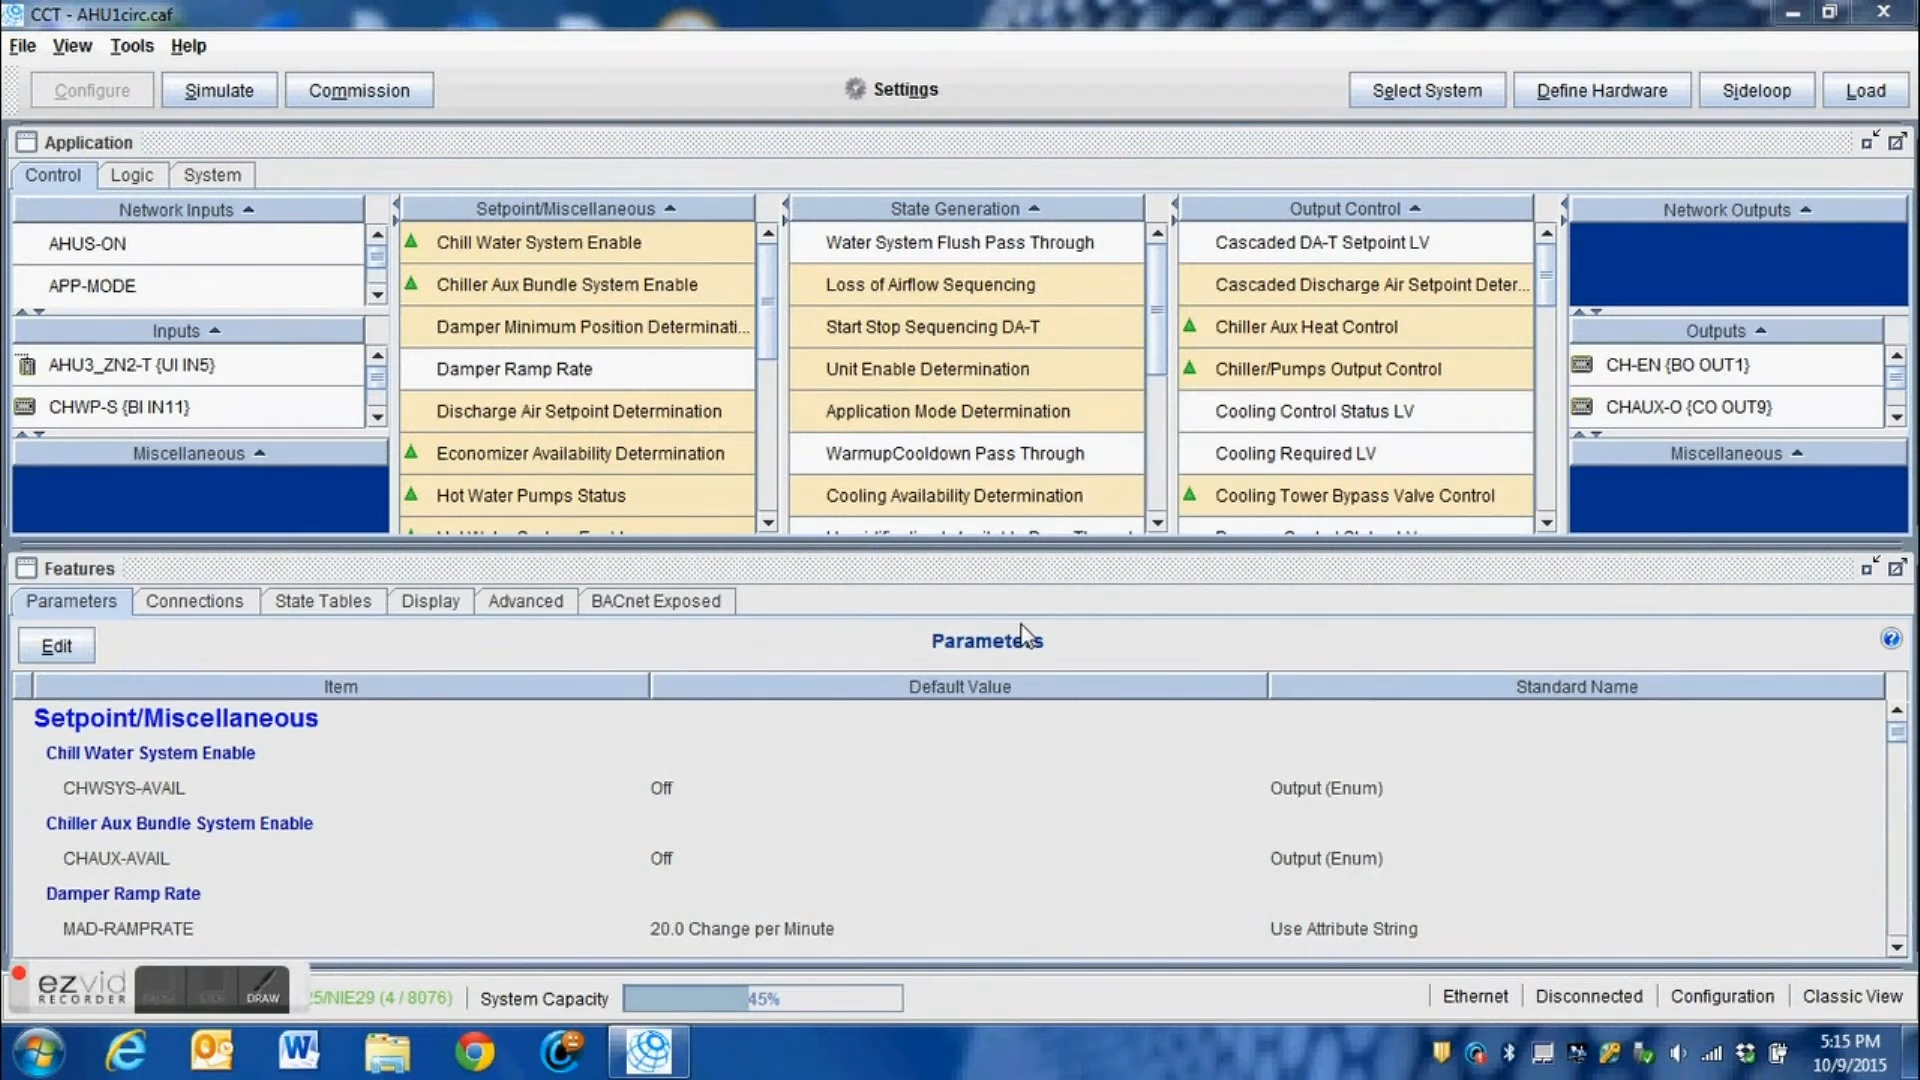 CCT - AHU1circ.caf
File View Tools Help
Configure Simulate Commission Settings Select System Define Hardware Sideloop Load
Application
Control Logic System
Network Inputs
AHUS-ON
APP-MODE
Inputs
AHU3_ZN2-T {UI IN5}
CHWP-S {BI IN11}
Miscellaneous
Setpoint/Miscellaneous
Chill Water System Enable
Chiller Aux Bundle System Enable
Damper Minimum Position Determinati...
Damper Ramp Rate
Discharge Air Setpoint Determination
Economizer Availability Determination
Hot Water Pumps Status
State Generation
Water System Flush Pass Through
Loss of Airflow Sequencing
Start Stop Sequencing DA-T
Unit Enable Determination
Application Mode Determination
WarmupCooldown Pass Through
Cooling Availability Determination
Output Control
Cascaded DA-T Setpoint LV
Cascaded Discharge Air Setpoint Deter...
Chiller Aux Heat Control
Chiller/Pumps Output Control
Cooling Control Status LV
Cooling Required LV
Cooling Tower Bypass Valve Control
Network Outputs
Outputs
CH-EN {BO OUT1}
CHAUX-O {CO OUT9}
Miscellaneous
Features
Parameters Connections State Tables Display Advanced BACnet Exposed
Edit Parameters
Item Default Value Standard Name
Setpoint/Miscellaneous
Chill Water System Enable
CHWSYS-AVAIL Off Output (Enum)
Chiller Aux Bundle System Enable
CHAUX-AVAIL Off Output (Enum)
Damper Ramp Rate
MAD-RAMPRATE 20.0 Change per Minute Use Attribute String
ezvid
RECORDER
PAUSE STOP DRAW
25/NIE29 (4 / 8076) System Capacity 45% Ethernet Disconnected Configuration Classic View
5:15 PM
10/9/2015